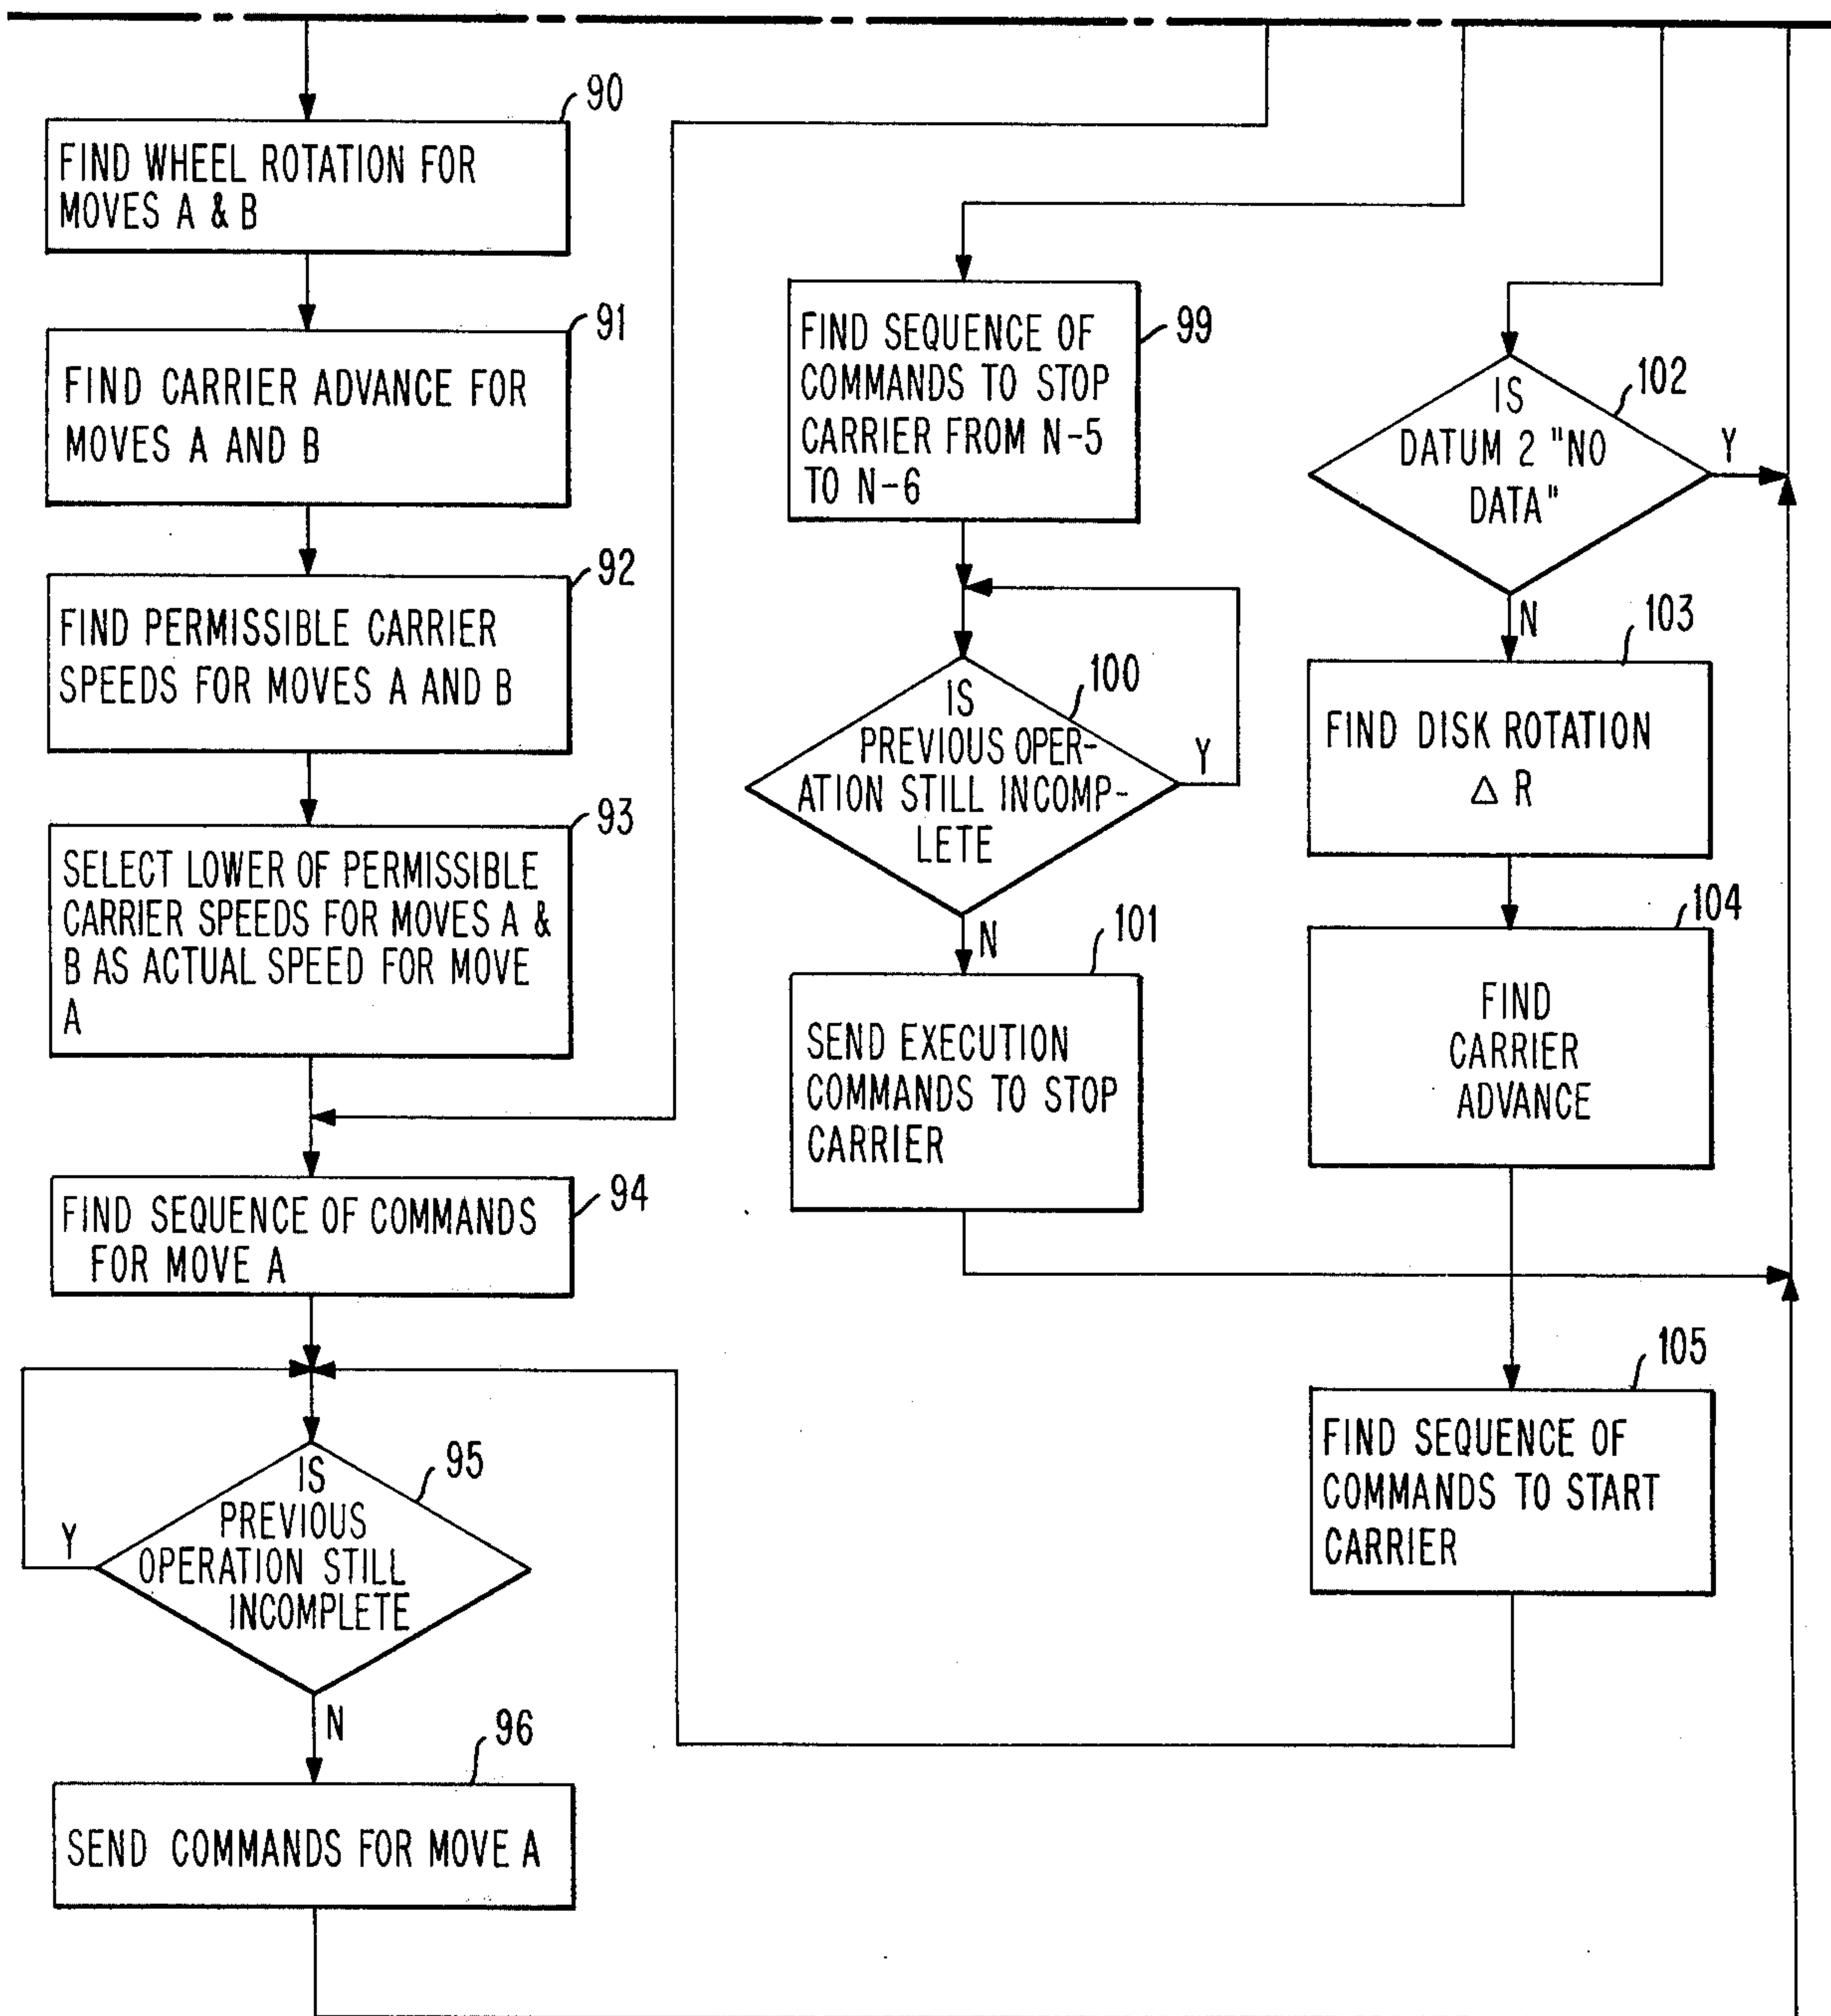 90
FIND WHEEL ROTATION FOR
MOVES A & B
91
FIND CARRIER ADVANCE FOR
MOVES A AND B
92
FIND PERMISSIBLE CARRIER
SPEEDS FOR MOVES A AND B
93
SELECT LOWER OF PERMISSIBLE
CARRIER SPEEDS FOR MOVES A &
B AS ACTUAL SPEED FOR MOVE
A
94
FIND SEQUENCE OF COMMANDS
FOR MOVE A
95
IS
PREVIOUS
OPERATION STILL
INCOMPLETE
Y
N
96
SEND COMMANDS FOR MOVE A
99
FIND SEQUENCE OF
COMMANDS TO STOP
CARRIER FROM N-5
TO N-6
100
IS
PREVIOUS OPER-
ATION STILL INCOMP-
LETE
Y
N
101
SEND EXECUTION
COMMANDS TO STOP
CARRIER
102
IS
DATUM 2 "NO
DATA"
Y
N
103
FIND DISK ROTATION
Δ R
104
FIND
CARRIER
ADVANCE
105
FIND SEQUENCE OF
COMMANDS TO START
CARRIER